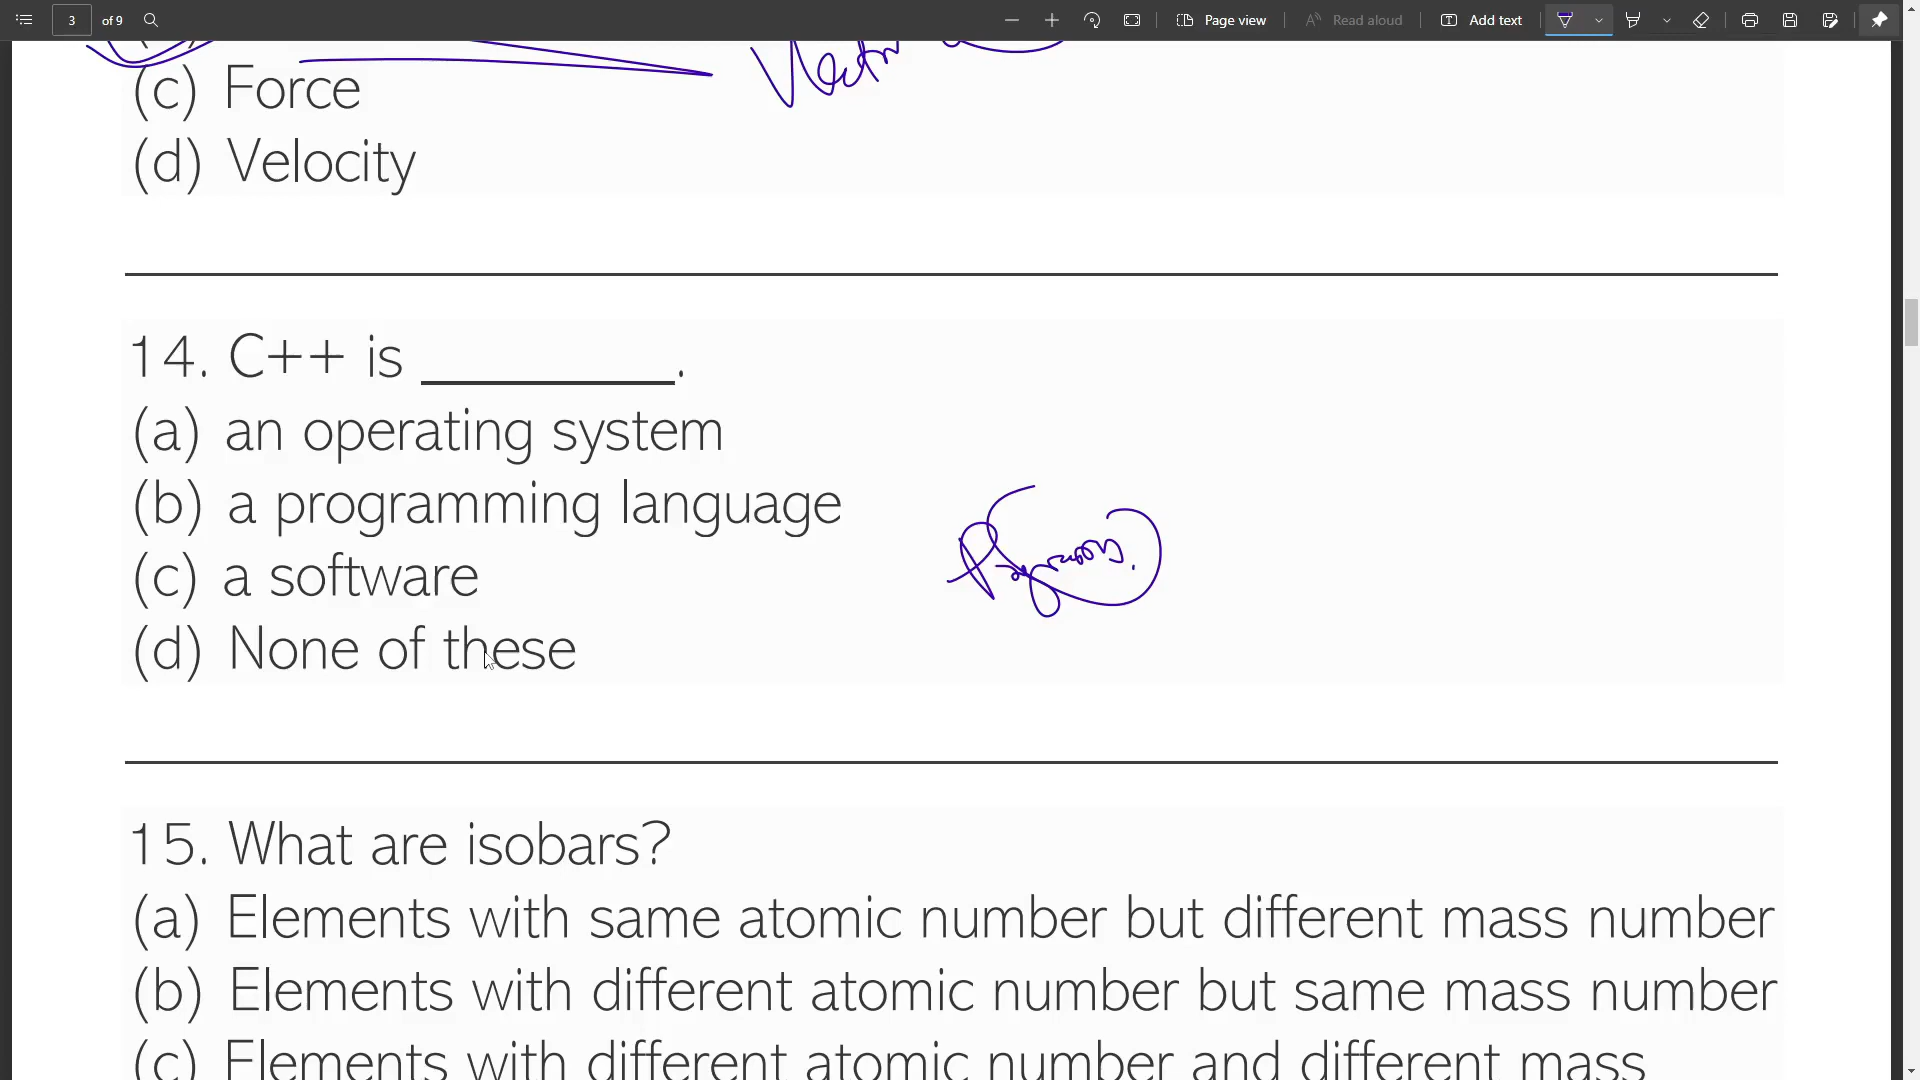 3 of 9 Page view Read aloud Add text
(c) Force
(d) Velocity
14. C++ is __________.
(a) an operating system
(b) a programming language
(c) a software
(d) None of these
15. What are isobars?
(a) Elements with same atomic number but different mass number
(b) Elements with different atomic number but same mass number
(c) Elements with different atomic number and different mass